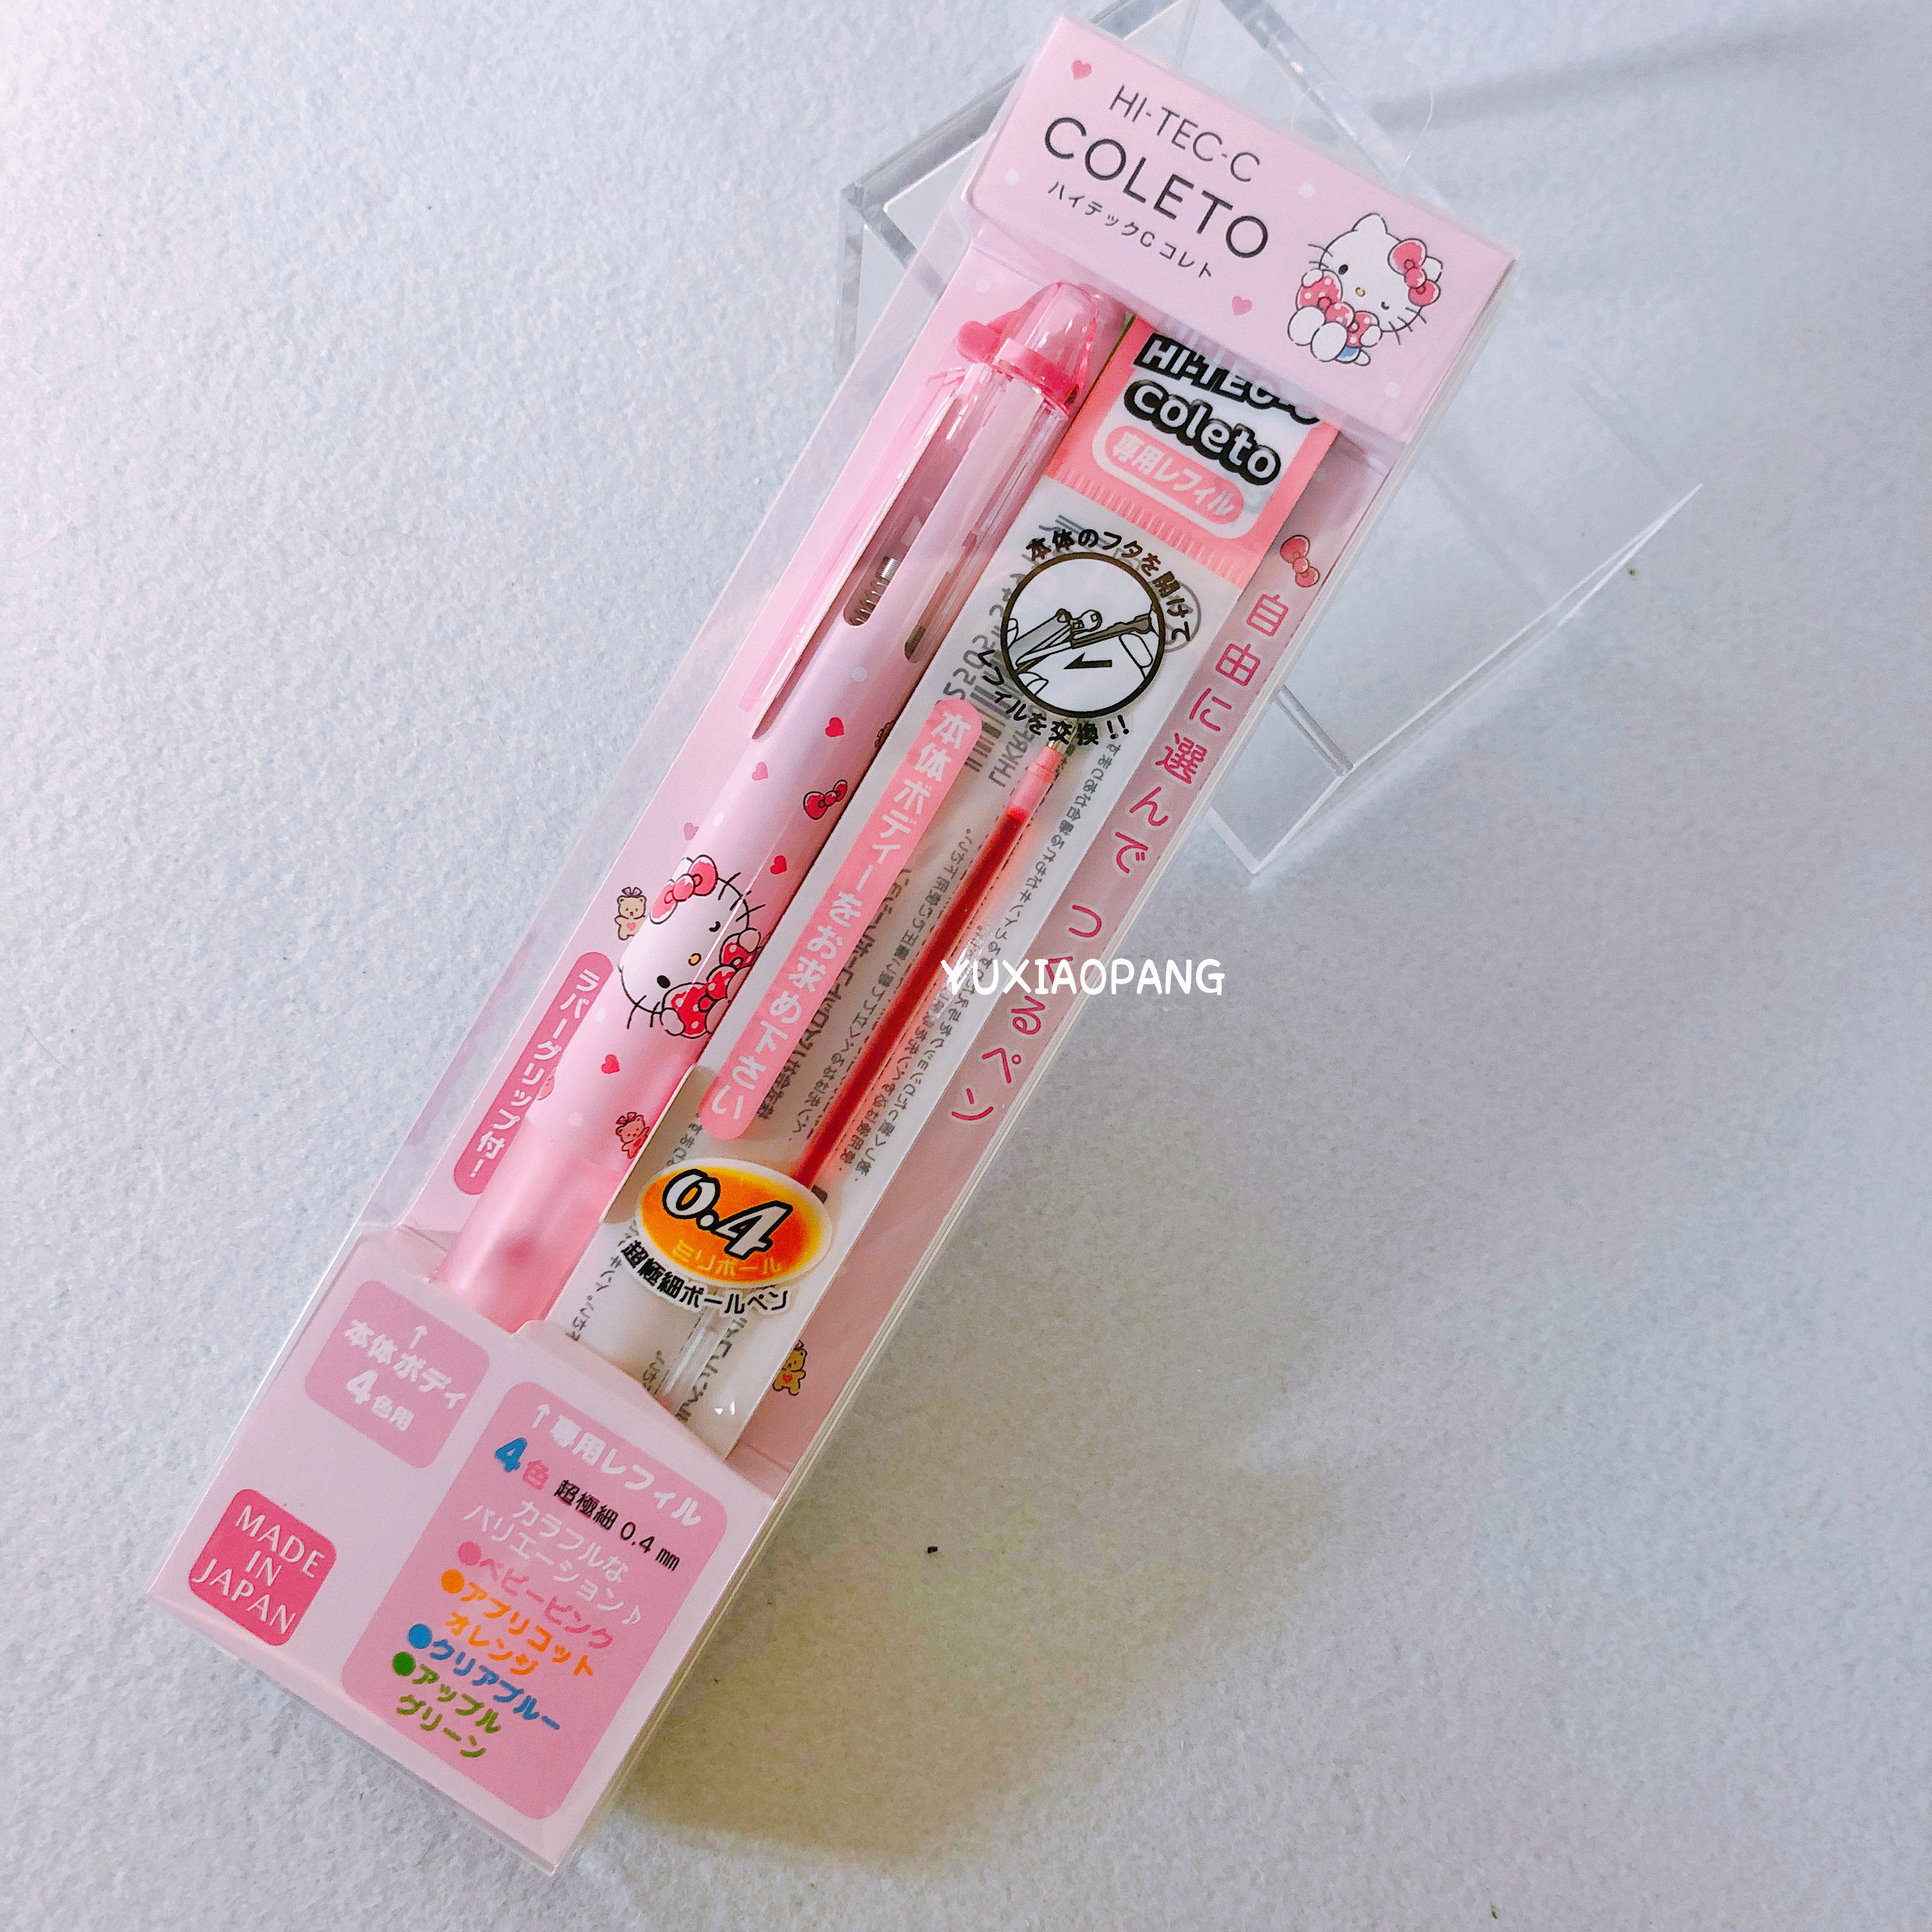 HI-TEC-C
COLETO
ハイテックC コレト
HI-TEC-C
coleto
専用レフィル
本体のフタを開けて
レフィルを交換!!
自由に選んで つくるペン
本体ボディーをお求め下さい
YUXIAOPANG
ラバーグリップ付!
0.4
ミリボール
超極細ボールペン
↑
本体ボディ
4色用
↑専用レフィル
4色 超極細 0.4 mm
カラフルな
バリエーション♪
●ベビーピンク
●アプリコット
オレンジ
●クリアブルー
●アップル
グリーン
MADE
IN
JAPAN